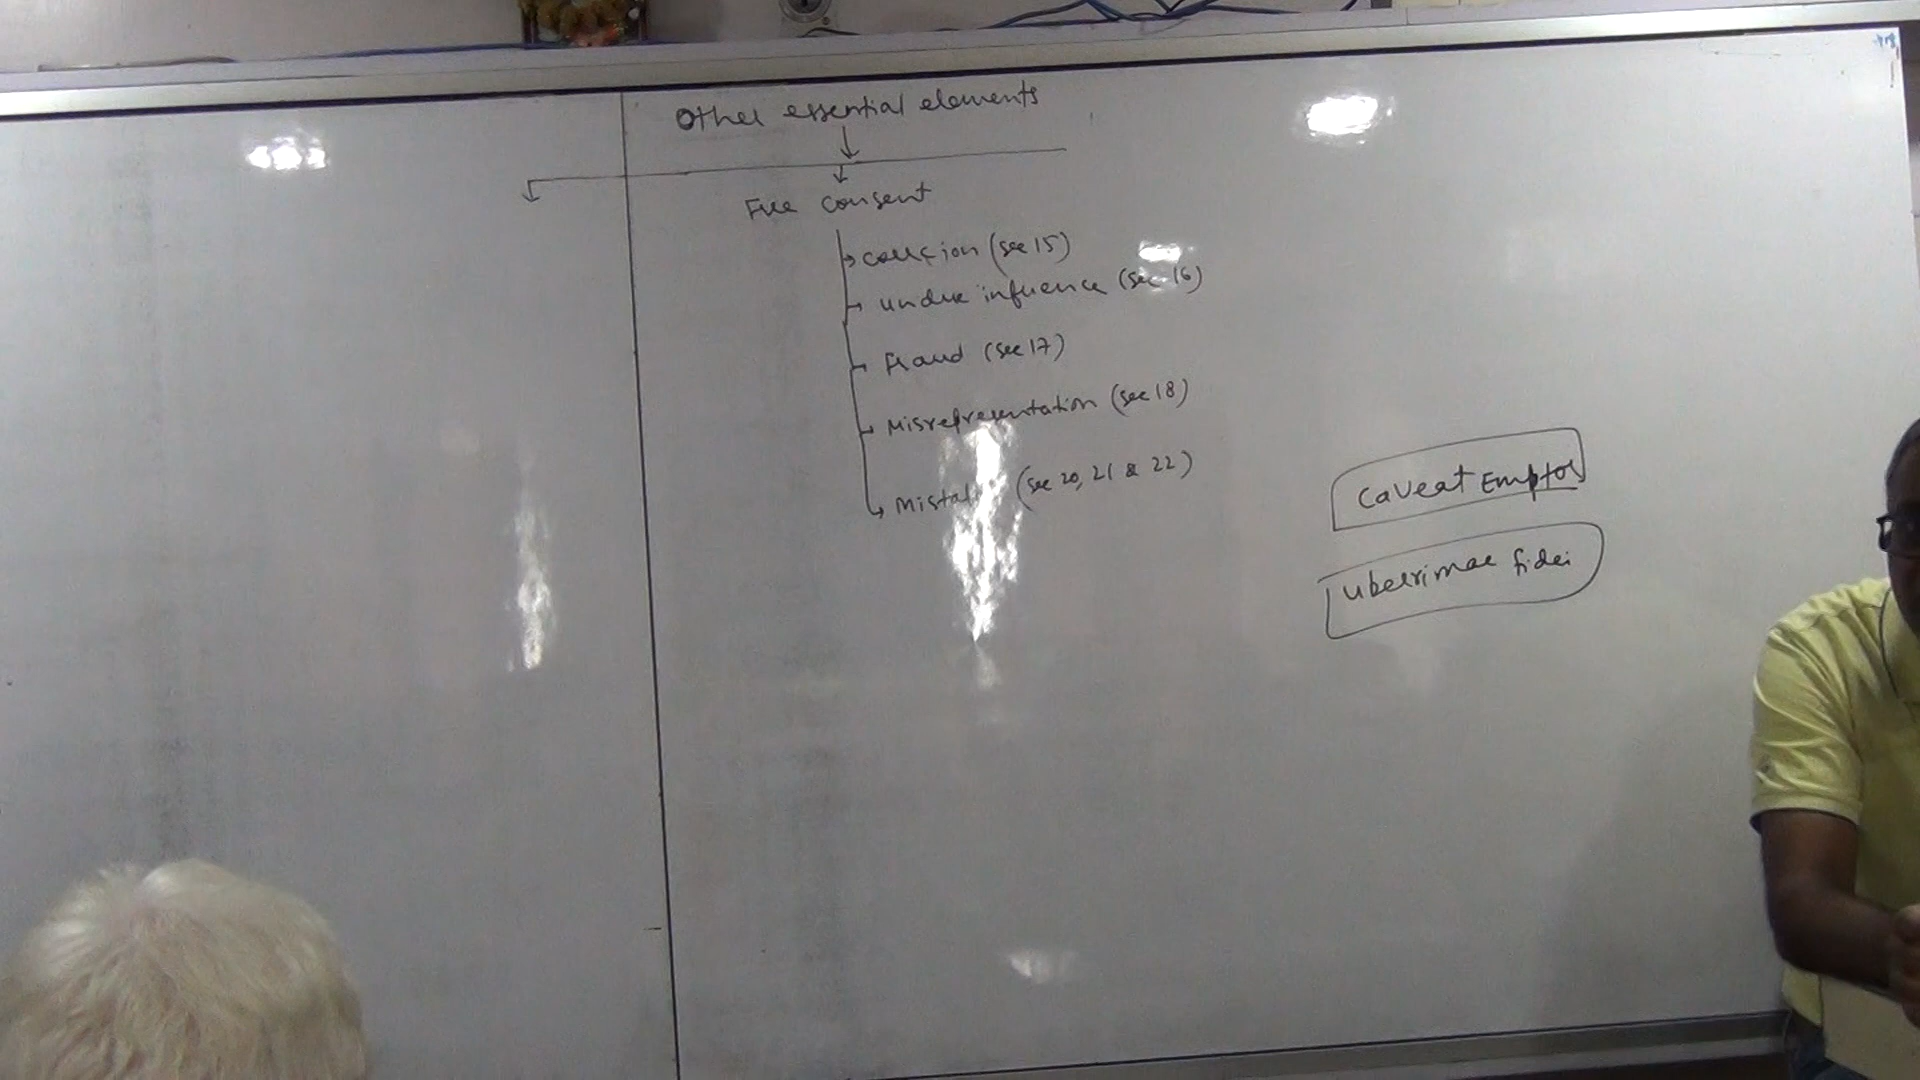 Other essential elements
Free consent
coercion (sec 15)
undue influence (sec 16)
fraud (sec 17)
Misrepresentation (sec 18)
(sec 20, 21 & 22)
Caveat Emptor
uberrimae fidei